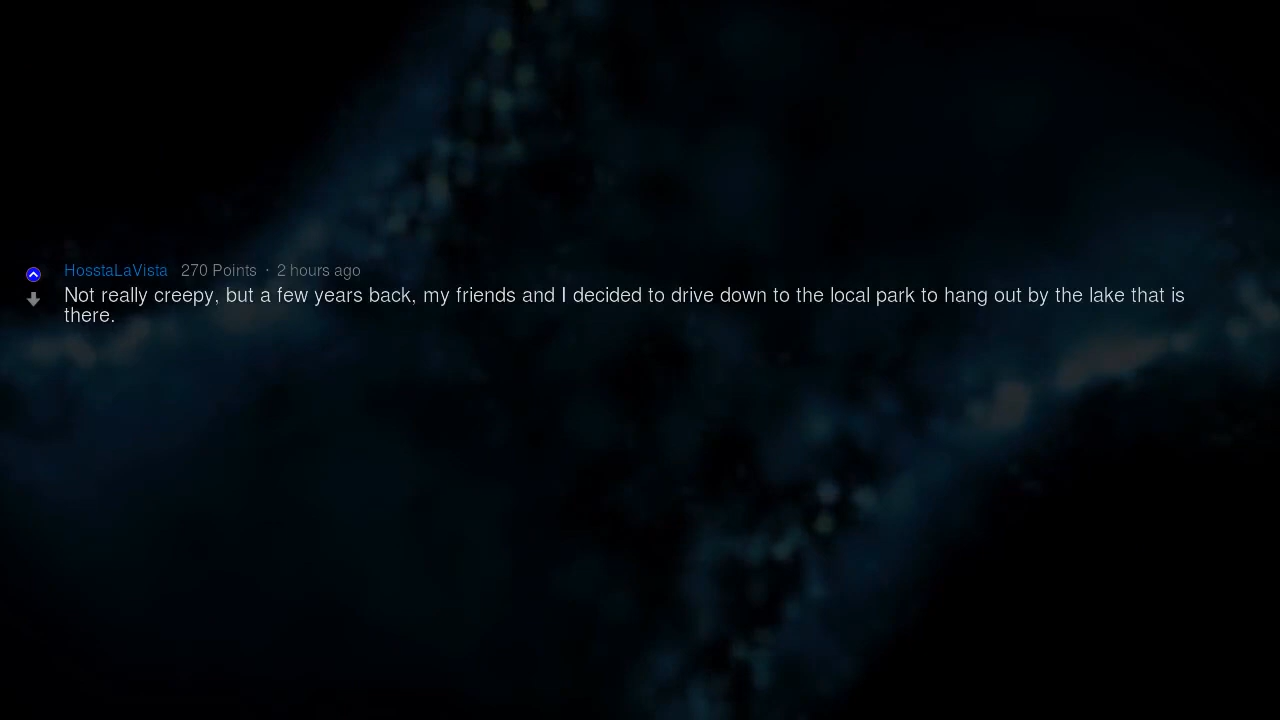 HosstaLaVista 270 Points · 2 hours ago
Not really creepy, but a few years back, my friends and I decided to drive down to the local park to hang out by the lake that is
there.